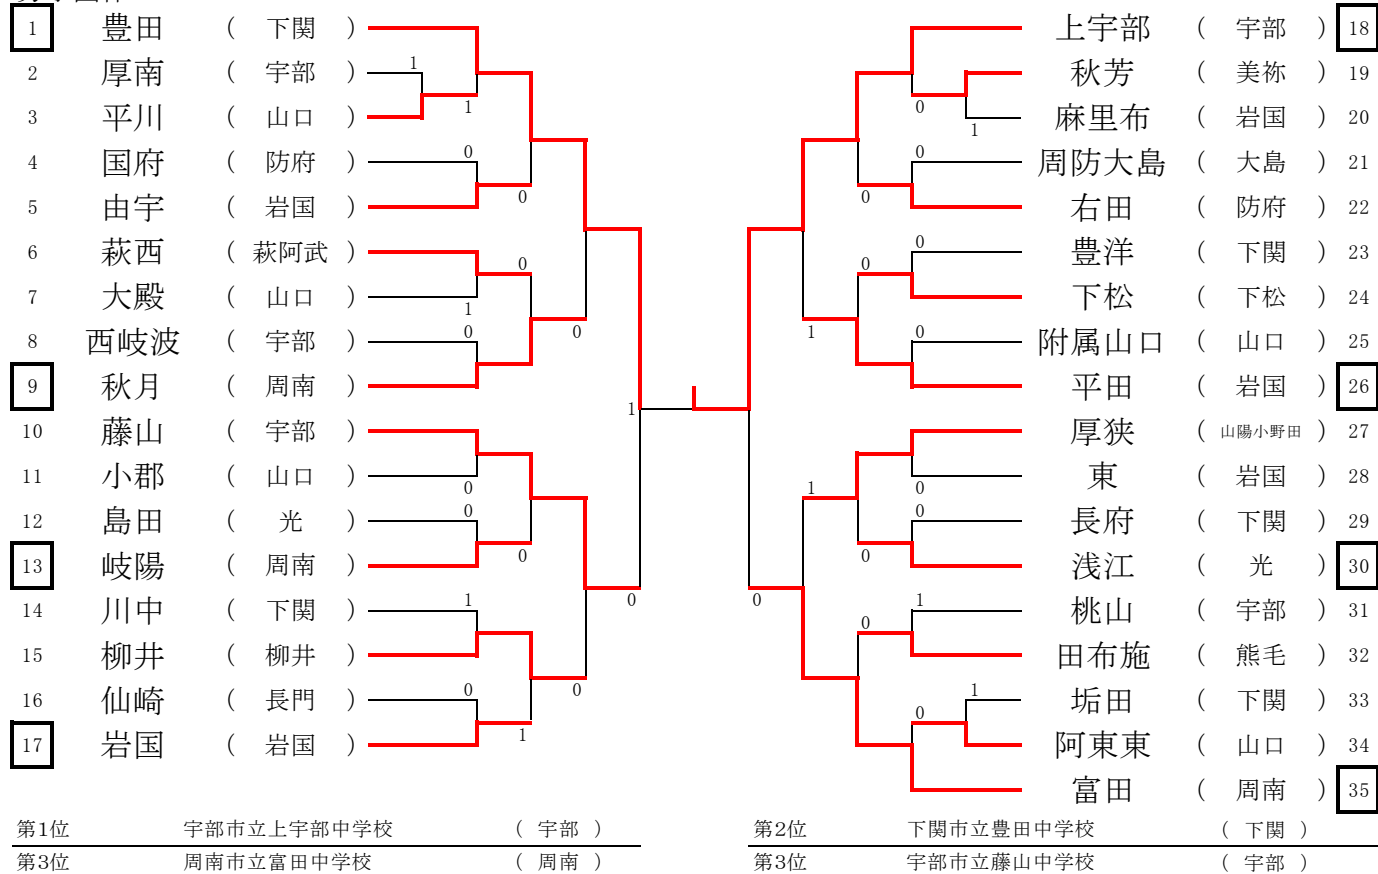 1 豊田 ( 下関 )
2 厚南 ( 宇部 ) 1
3 平川 ( 山口 ) 1
4 国府 ( 防府 ) 0
5 由宇 ( 岩国 ) 0
6 萩西 ( 萩阿武 ) 0
7 大殿 ( 山口 ) 1
8 西岐波 ( 宇部 ) 0 0
9 秋月 ( 周南 )
1
10 藤山 ( 宇部 )
11 小郡 ( 山口 ) 0
12 島田 ( 光 ) 0
13 岐陽 ( 周南 ) 0
14 川中 ( 下関 ) 1 0
15 柳井 ( 柳井 )
16 仙崎 ( 長門 ) 0 0
17 岩国 ( 岩国 ) 1
上宇部 ( 宇部 ) 18
秋芳 ( 美祢 ) 19
0 1 麻里布 ( 岩国 ) 20
0 周防大島 ( 大島 ) 21
0 右田 ( 防府 ) 22
0 豊洋 ( 下関 ) 23
0 下松 ( 下松 ) 24
1 0 附属山口 ( 山口 ) 25
平田 ( 岩国 ) 26
厚狭 ( 山陽小野田 ) 27
1 0 東 ( 岩国 ) 28
0 長府 ( 下関 ) 29
0 浅江 ( 光 ) 30
0 1 桃山 ( 宇部 ) 31
0 田布施 ( 熊毛 ) 32
1 垢田 ( 下関 ) 33
0 阿東東 ( 山口 ) 34
富田 ( 周南 ) 35
第1位 宇部市立上宇部中学校 ( 宇部 ) 第2位 下関市立豊田中学校 ( 下関 )
第3位 周南市立富田中学校 ( 周南 ) 第3位 宇部市立藤山中学校 ( 宇部 )